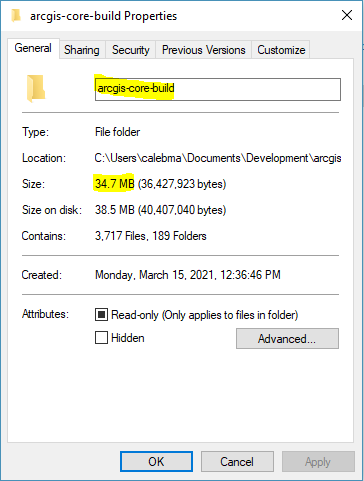 arcgis-core-build Properties
General Sharing Security Previous Versions Customize
arcgis-core-build
Type: File folder
Location: C:\Users\calebma\Documents\Development\arcgis
Size: 34.7 MB (36,427,923 bytes)
Size on disk: 38.5 MB (40,407,040 bytes)
Contains: 3,717 Files, 189 Folders
Created: Monday, March 15, 2021, 12:36:46 PM
Attributes: Read-only (Only applies to files in folder)
Hidden Advanced...
OK Cancel Apply